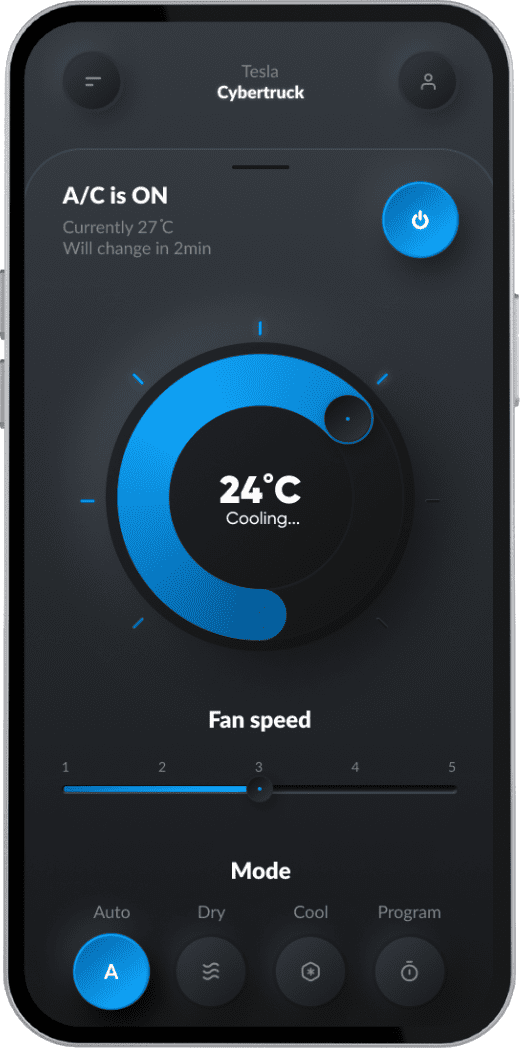 Tesla
Cybertruck
A/C is ON
Currently 27°C
Will change in 2min
24°C
Cooling...
Fan speed
1 2 3 4 5
Mode
Auto Dry Cool Program
A